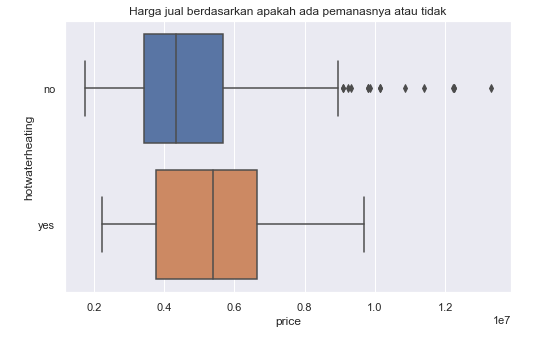 Harga jual berdasarkan apakah ada pemanasnya atau tidak
hotwaterheating
no
yes
0.2 0.4 0.6 0.8 1.0 1.2
1e7
price